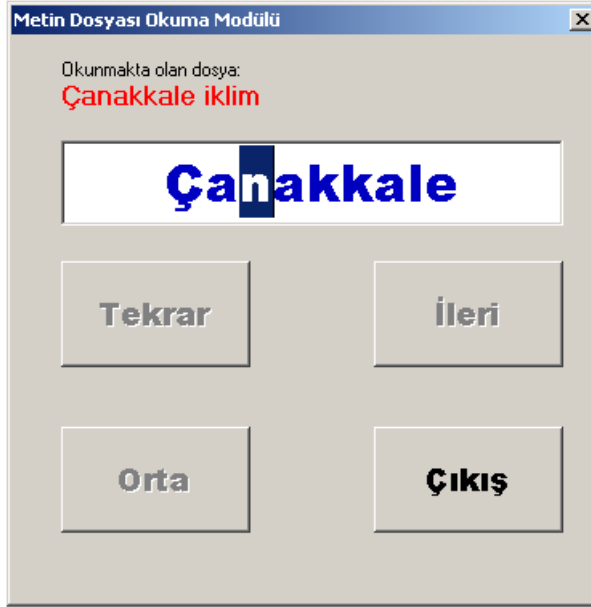 Metin Dosyası Okuma Modülü
Okunmakta olan dosya:
Çanakkale iklim
Çanakkale
Tekrar
İleri
Orta
Çıkış